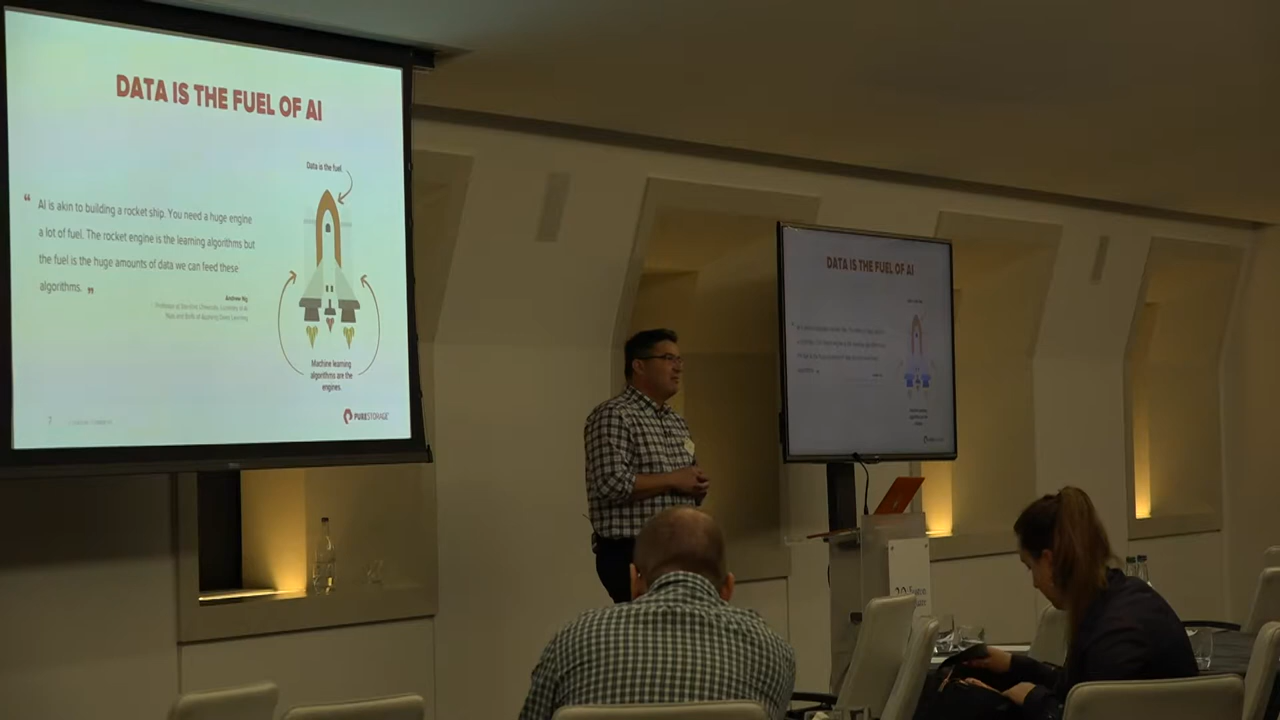 DATA IS THE FUEL OF AI
Data is the fuel
“ AI is akin to building a rocket ship. You need a huge engine
a lot of fuel. The rocket engine is the learning algorithms but
the fuel is the huge amounts of data we can feed these
algorithms. ”
Andrew Ng
Machine learning
algorithms are the
engines
7
PURESTORAGE
DATA IS THE FUEL OF AI